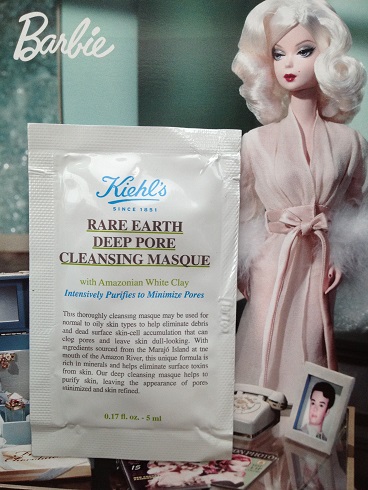 Barbie
Kiehl's
SINCE 1851
RARE EARTH
DEEP PORE
CLEANSING MASQUE
with Amazonian White Clay
Intensively Purifies to Minimize Pores
This thoroughly cleansing masque may be used for
normal to oily skin types to help eliminate debris
and dead surface skin-cell accumulation that can
clog pores and leave skin dull-looking. With
ingredients sourced from the Marajó Island at the
mouth of the Amazon River, this unique formula is
rich in minerals and helps eliminate surface toxins
from skin. Our deep cleansing masque helps to
purify skin, leaving the appearance of pores
minimized and skin refined.
0.17 fl. oz. - 5 ml